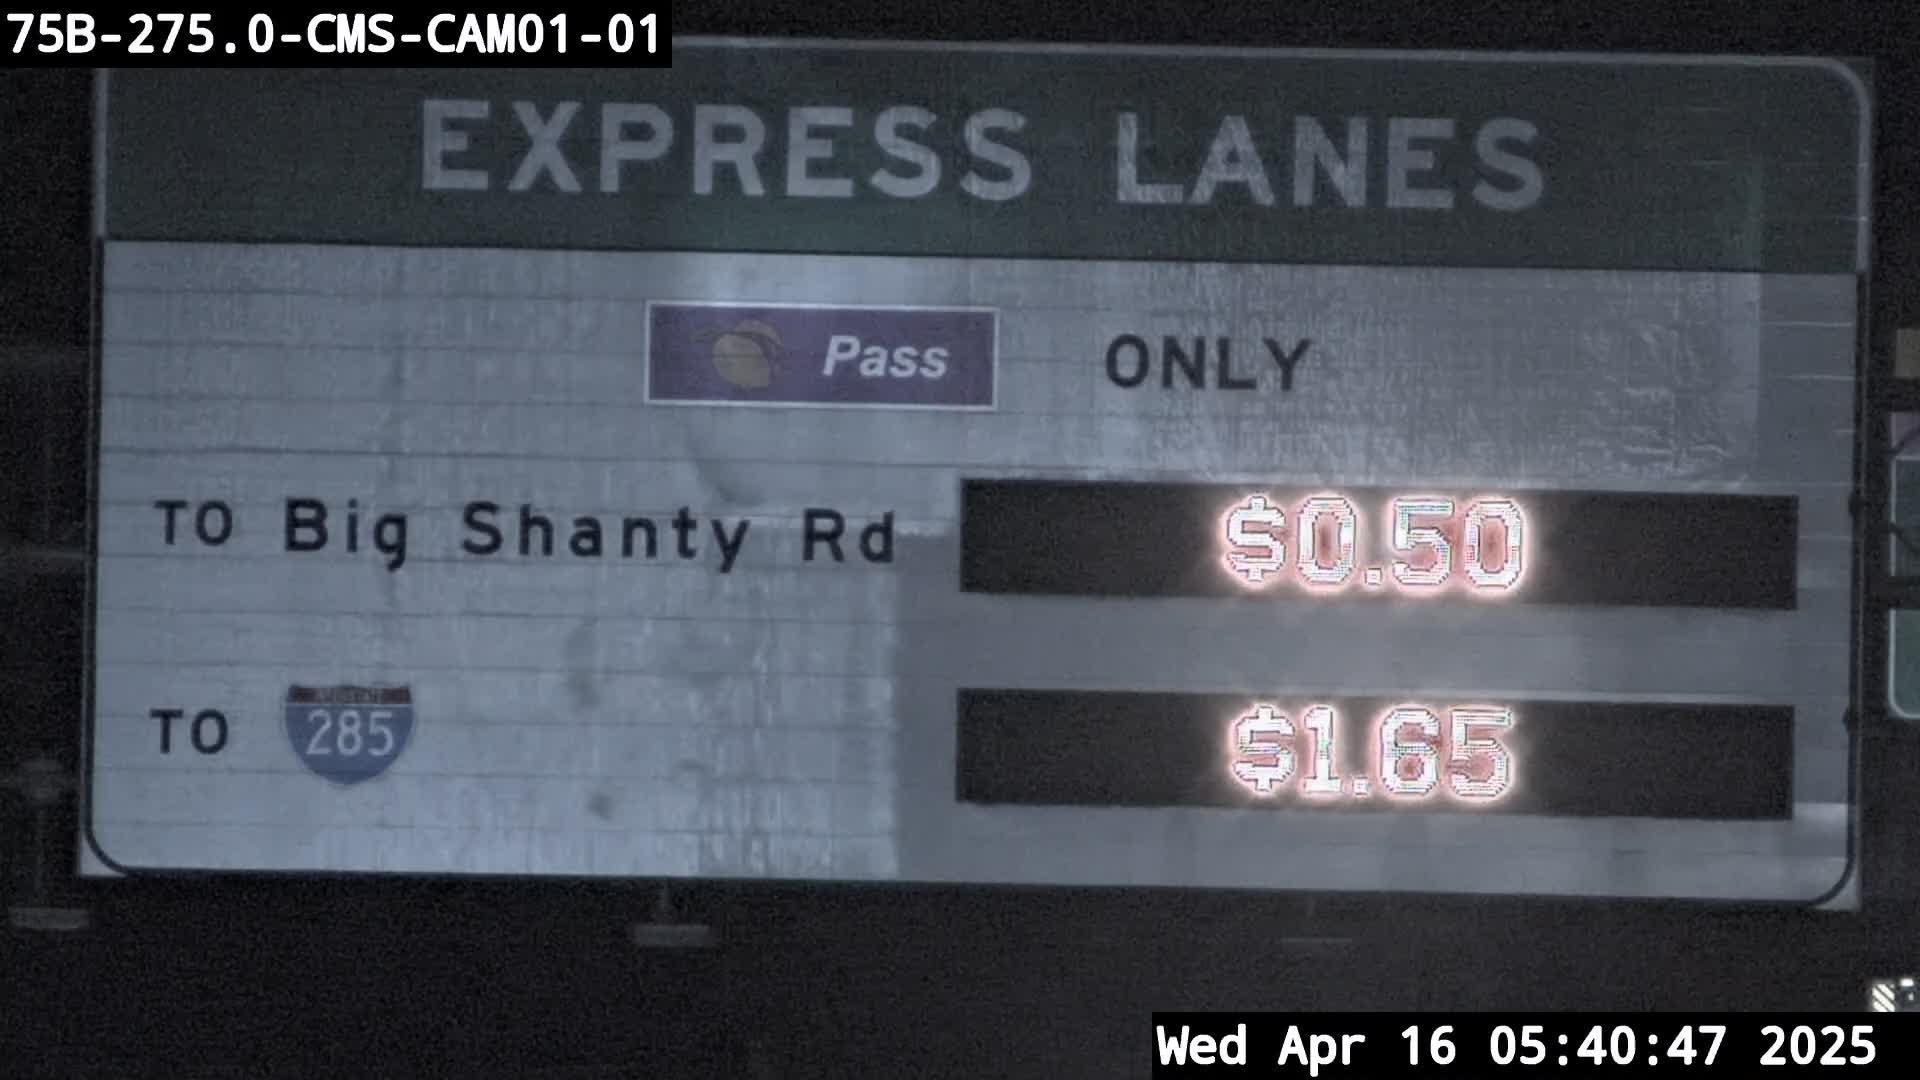 75B-275.0-CMS-CAM01-01
EXPRESS LANES
Pass ONLY
TO Big Shanty Rd $0.50
TO 285 $1.65
Wed Apr 16 05:40:47 2025